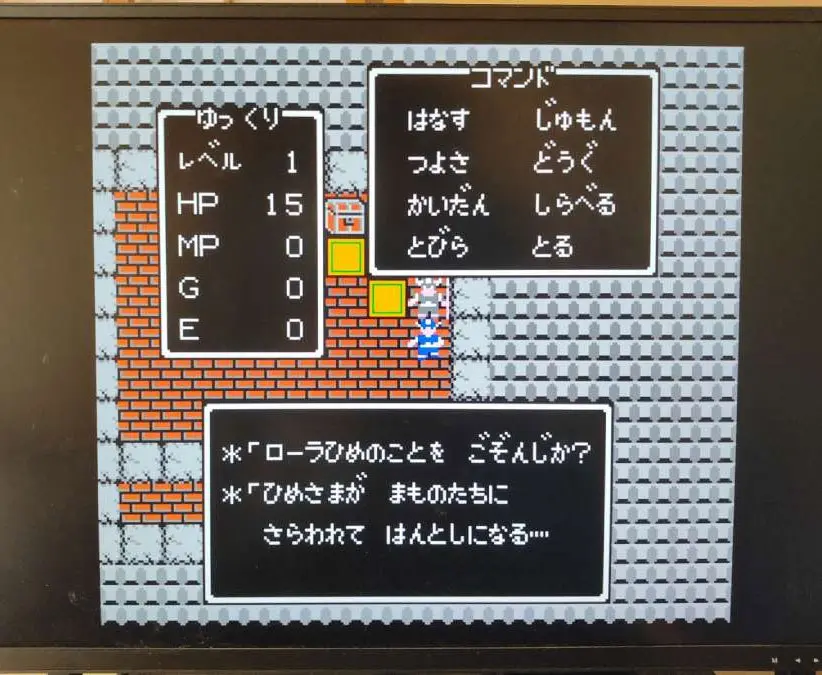 コマンド
はなす じゅもん
つよさ どうぐ
かいだん しらべる
とびら とる
ゆっくり
レベル 1
HP 15
MP 0
G 0
E 0
*「ローラひめのことを ごぞんじか?
*「ひめさまが まものたちに
さらわれて はんとしになる‥‥
M